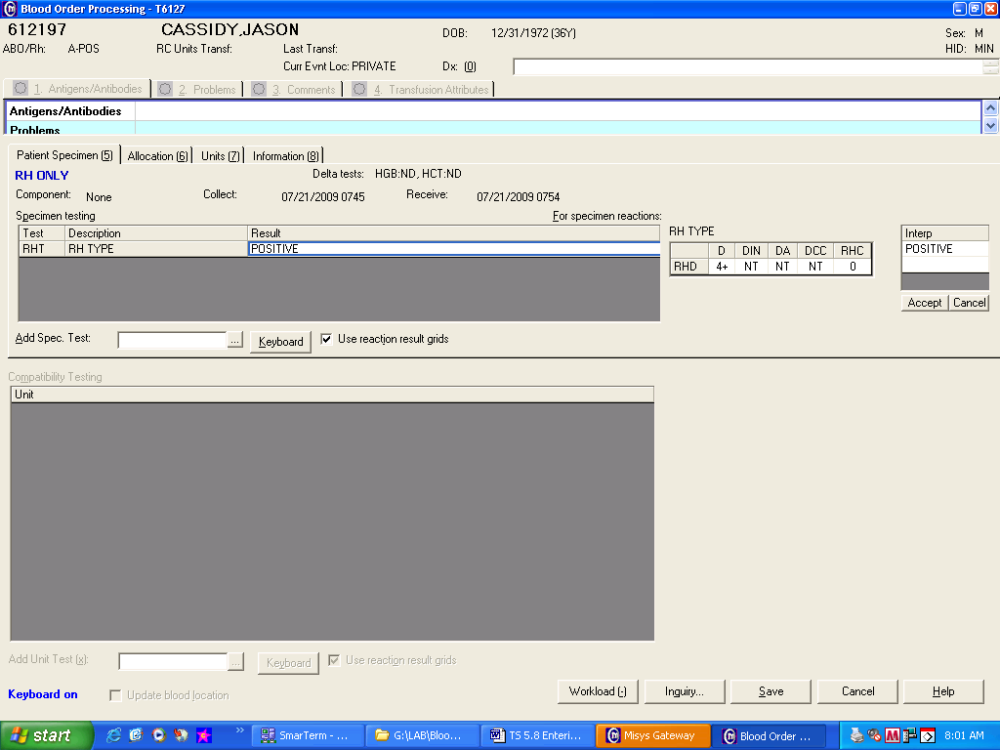 Blood Order Processing - T6127
612197 CASSIDY,JASON DOB: 12/31/1972 (36Y) Sex: M
ABO/Rh: A-POS RC Units Transf: Last Transf: HID: MIN
Curr Evnt Loc: PRIVATE Dx: (0)
1. Antigens/Antibodies 2. Problems 3. Comments 4. Transfusion Attributes
Antigens/Antibodies
Problems
Patient Specimen (5) Allocation (6) Units (7) Information (8)
RH ONLY Delta tests: HGB:ND, HCT:ND
Component: None Collect: 07/21/2009 0745 Receive: 07/21/2009 0754
Specimen testing For specimen reactions:
Test Description Result
RHT RH TYPE POSITIVE
RH TYPE
D DIN DA DCC RHC
RHD 4+ NT NT NT 0
Interp
POSITIVE
Accept Cancel
Add Spec. Test: ... Keyboard Use reaction result grids
Compatibility Testing
Unit
Add Unit Test (x): ... Keyboard Use reaction result grids
Keyboard on Update blood location
Workload (-) Inquiry... Save Cancel Help
start SmarTerm - ... G:\LAB\Bloo... TS 5.8 Enteri... Misys Gateway Blood Order ... 8:01 AM